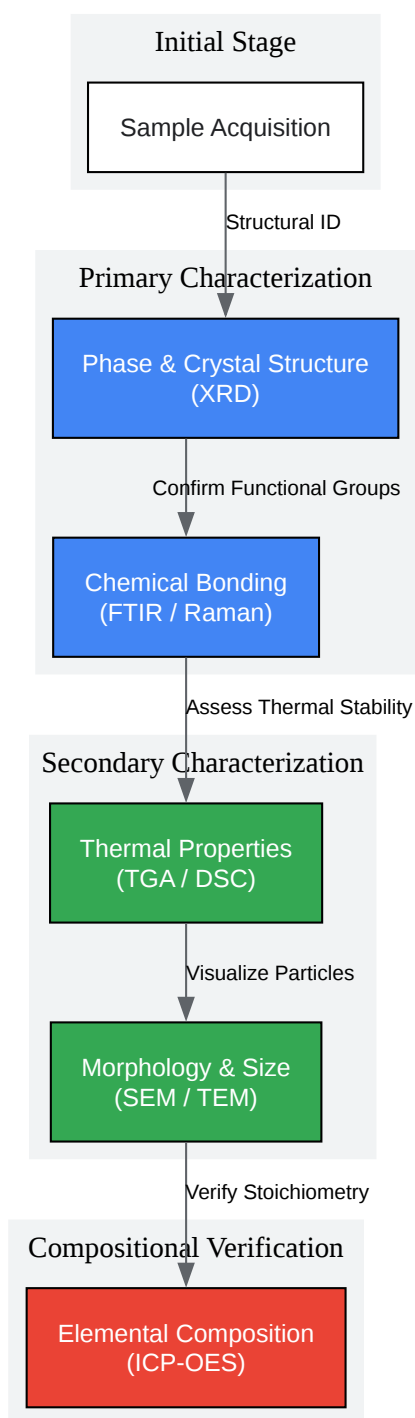 Initial Stage
Sample Acquisition
Structural ID
Primary Characterization
Phase & Crystal Structure
(XRD)
Confirm Functional Groups
Chemical Bonding
(FTIR / Raman)
Assess Thermal Stability
Secondary Characterization
Thermal Properties
(TGA / DSC)
Visualize Particles
Morphology & Size
(SEM / TEM)
Verify Stoichiometry
Compositional Verification
Elemental Composition
(ICP-OES)